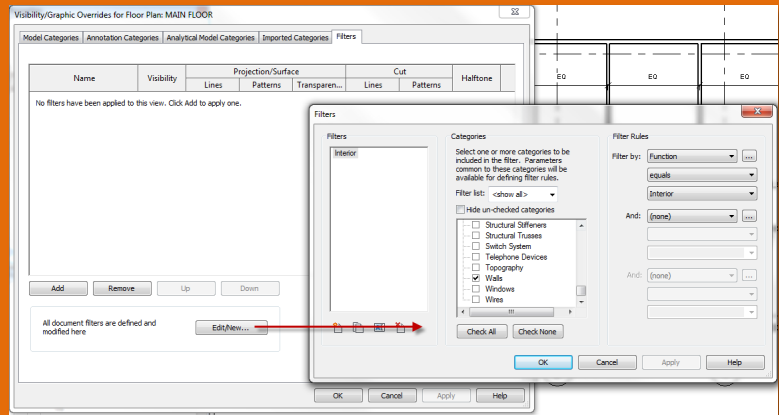 Visibility/Graphic Overrides for Floor Plan: MAIN FLOOR
Model Categories Annotation Categories Analytical Model Categories Imported Categories Filters
Name Visibility Projection/Surface Cut Halftone
Lines Patterns Transparen... Lines Patterns
No filters have been applied to this view. Click Add to apply one.
Add Remove Up Down
All document filters are defined and
modified here
Edit/New...
OK Cancel Apply Help
EQ EQ EQ
Filters
Filters
Interior
Categories
Select one or more categories to be
included in the filter. Parameters
common to these categories will be
available for defining filter rules.
Filter list: <show all>
Hide un-checked categories
Structural Stiffeners
Structural Trusses
Switch System
Telephone Devices
Topography
Walls
Windows
Wires
Check All Check None
Filter Rules
Filter by: Function ...
equals
Interior
And: (none) ...
And: (none) ...
OK Cancel Apply Help